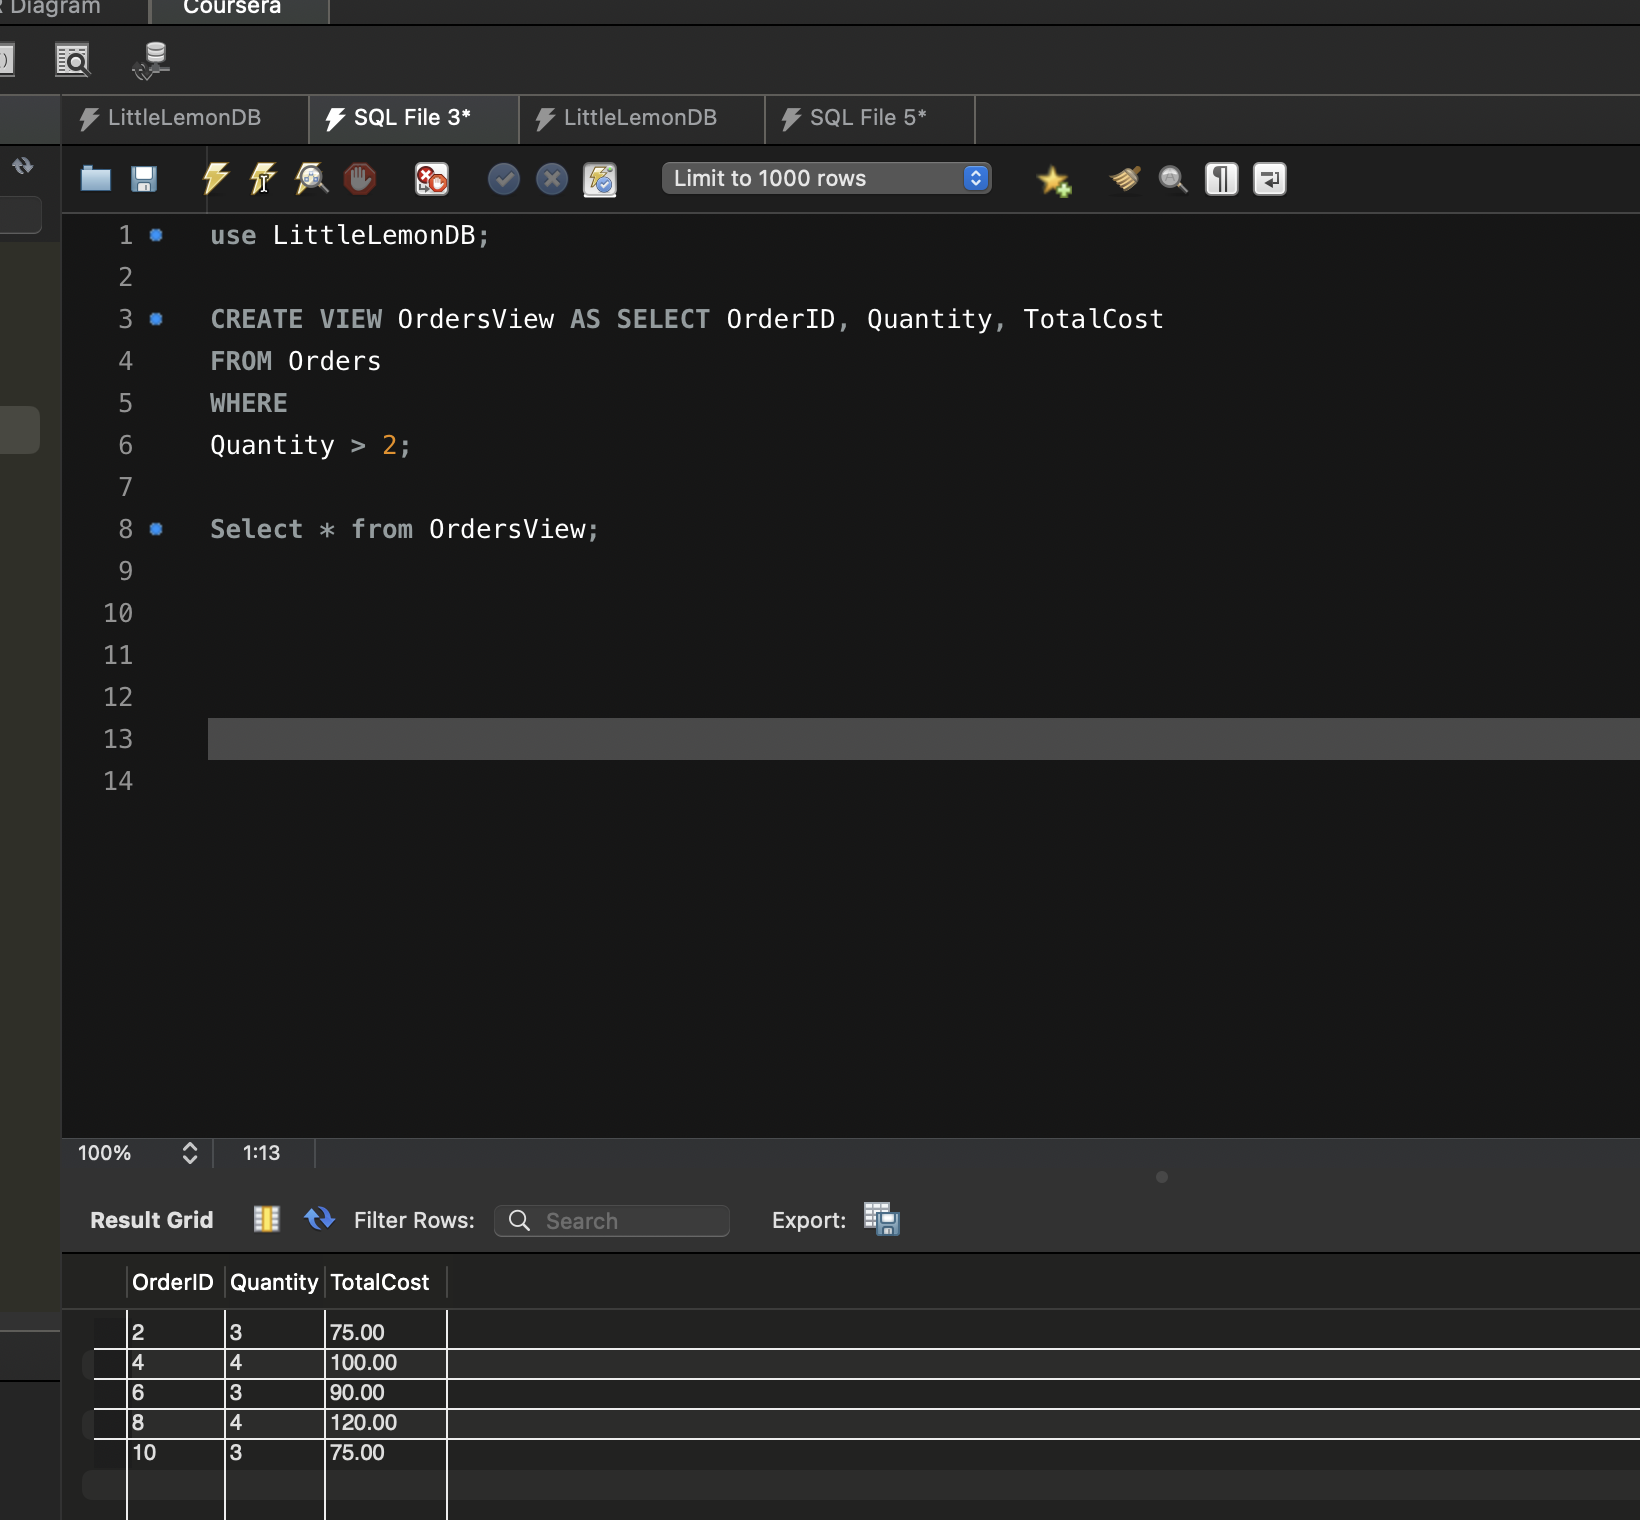 Diagram Coursera
LittleLemonDB SQL File 3* LittleLemonDB SQL File 5*
Limit to 1000 rows
1 use LittleLemonDB;
2
3 CREATE VIEW OrdersView AS SELECT OrderID, Quantity, TotalCost
4 FROM Orders
5 WHERE
6 Quantity > 2;
7
8 Select * from OrdersView;
9
10
11
12
13
14
100% 1:13
Result Grid Filter Rows: Search Export:
OrderID Quantity TotalCost
2 3 75.00
4 4 100.00
6 3 90.00
8 4 120.00
10 3 75.00